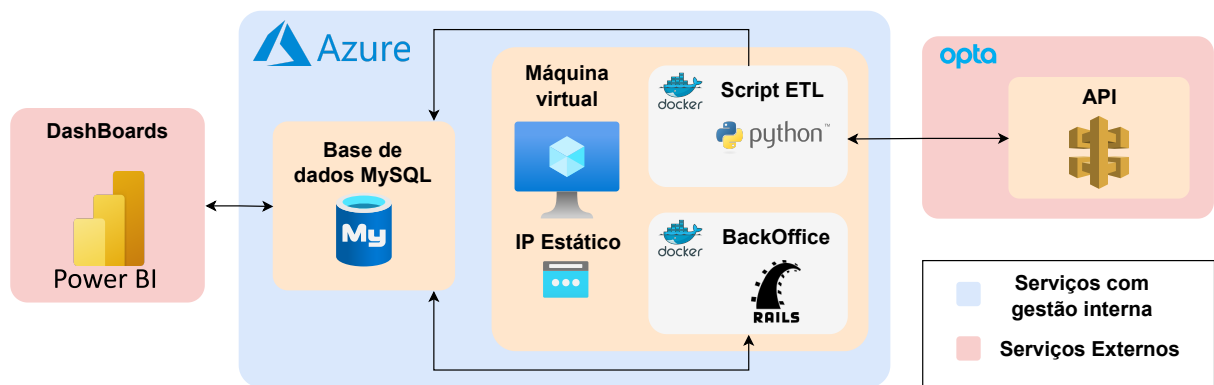 DashBoards
Power BI
Azure
Base de
dados MySQL
My
Máquina
virtual
IP Estático
docker
Script ETL
python™
docker
BackOffice
RAILS
opta
API
Serviços com
gestão interna
Serviços Externos